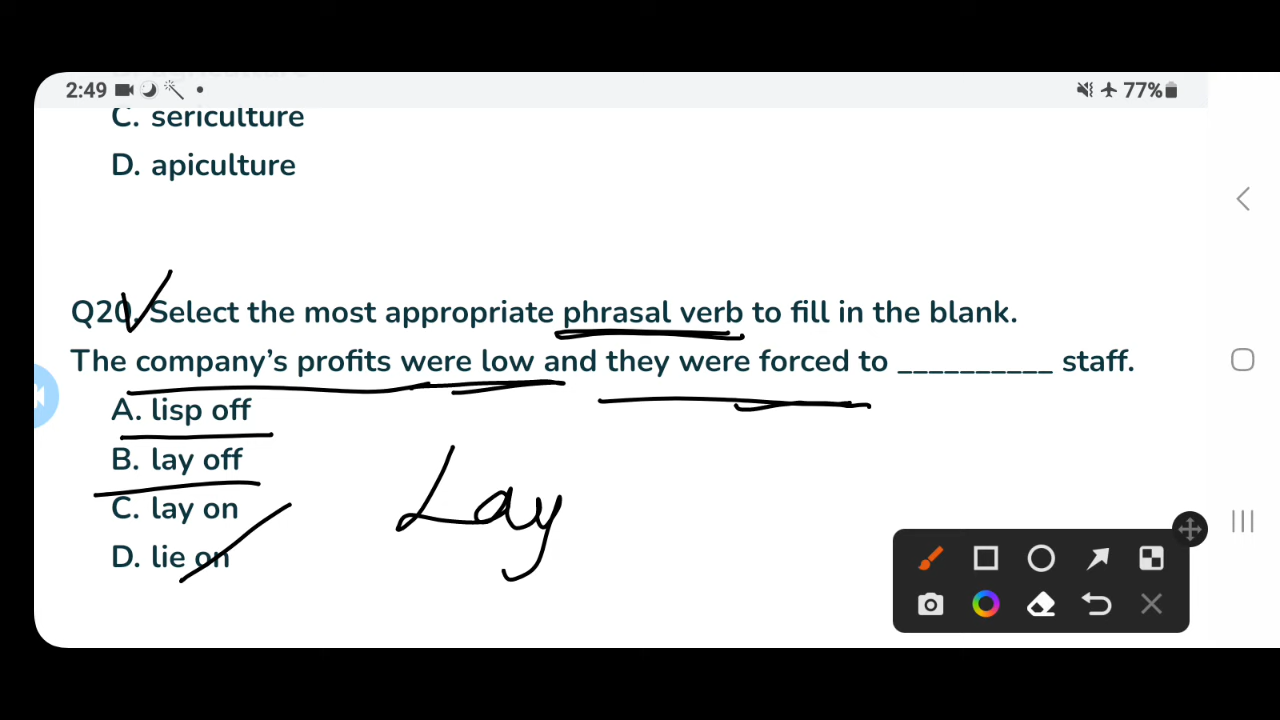 2:49 77%
C. sericulture
D. apiculture
Q20. Select the most appropriate phrasal verb to fill in the blank.
The company's profits were low and they were forced to __________ staff.
A. lisp off
B. lay off
C. lay on
D. lie on
Lay